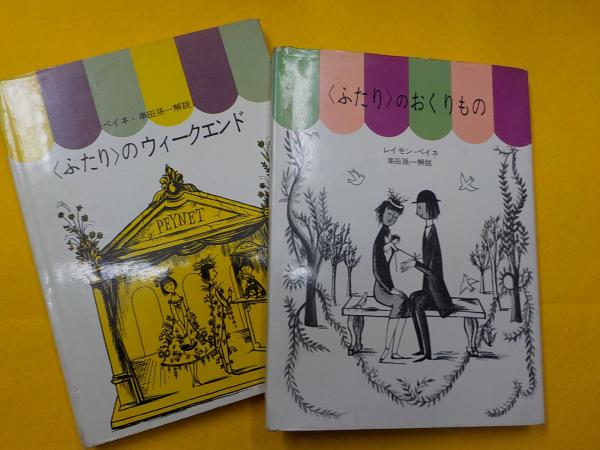 ペイネ・串田孫一解説
〈ふたり〉のウィークエンド
PEYNET
〈ふたり〉のおくりもの
レイモン・ペイネ
串田孫一解説